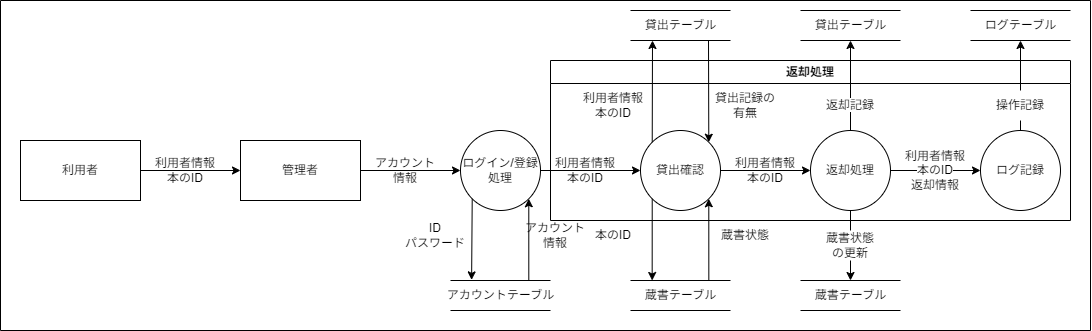 貸出テーブル
貸出テーブル
ログテーブル
返却処理
利用者情報
本のID
貸出記録の
有無
返却記録
操作記録
利用者
利用者情報
本のID
管理者
アカウント
情報
ログイン/登録
処理
利用者情報
本のID
貸出確認
利用者情報
本のID
返却処理
利用者情報
本のID
返却情報
ログ記録
ID
パスワード
アカウント
情報
本のID
蔵書状態
蔵書状態
の更新
アカウントテーブル
蔵書テーブル
蔵書テーブル